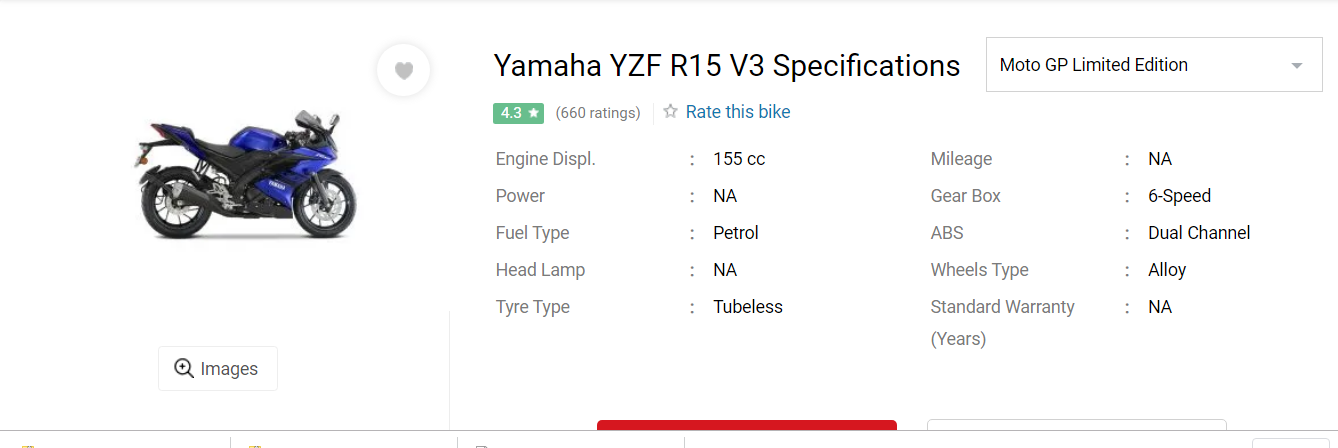 Yamaha YZF R15 V3 Specifications
Moto GP Limited Edition
4.3 ★ (660 ratings) ☆ Rate this bike
Engine Displ. : 155 cc
Mileage : NA
Power : NA
Gear Box : 6-Speed
Fuel Type : Petrol
ABS : Dual Channel
Head Lamp : NA
Wheels Type : Alloy
Tyre Type : Tubeless
Standard Warranty (Years) : NA
Images
YAMAHA